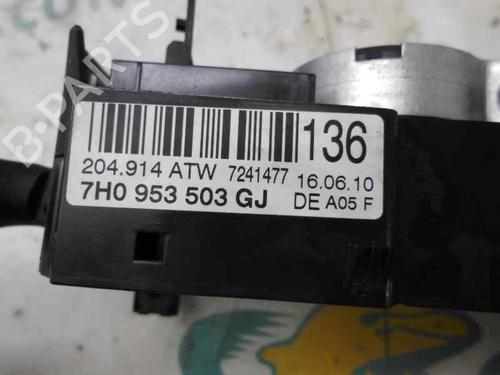 B-PARTS
136
204.914 ATW 7241477 16.06.10
7H0 953 503 GJ DE A05 F